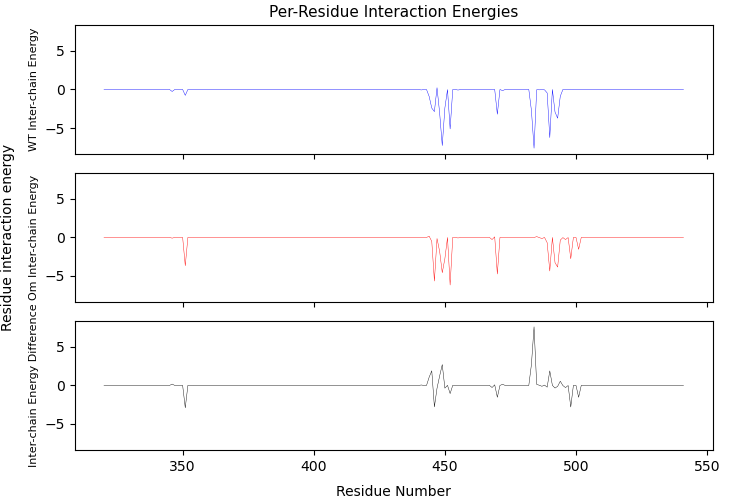 Per-Residue Interaction Energies
Residue interaction energy
WT Inter-chain Energy
5
0
−5
Om Inter-chain Energy
5
0
−5
Inter-chain Energy Difference
5
0
−5
350
400
450
500
550
Residue Number